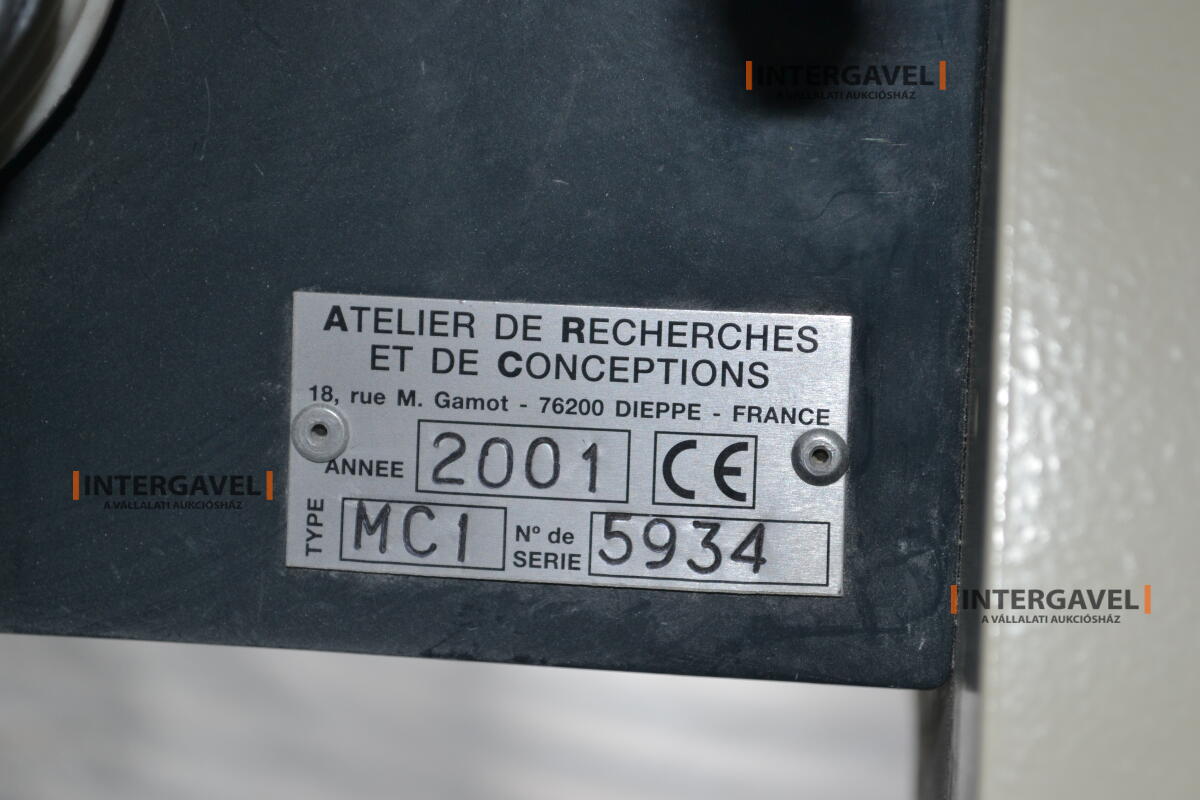 INTERGAVEL
A VÁLLALATI AUKCIÓSHÁZ
ATELIER DE RECHERCHES
ET DE CONCEPTIONS
18, rue M. Gamot - 76200 DIEPPE - FRANCE
ANNEE 2001 CE
TYPE MC1 Nº de SERIE 5934
INTERGAVEL
A VÁLLALATI AUKCIÓSHÁZ
INTERGAVEL
A VÁLLALATI AUKCIÓSHÁZ